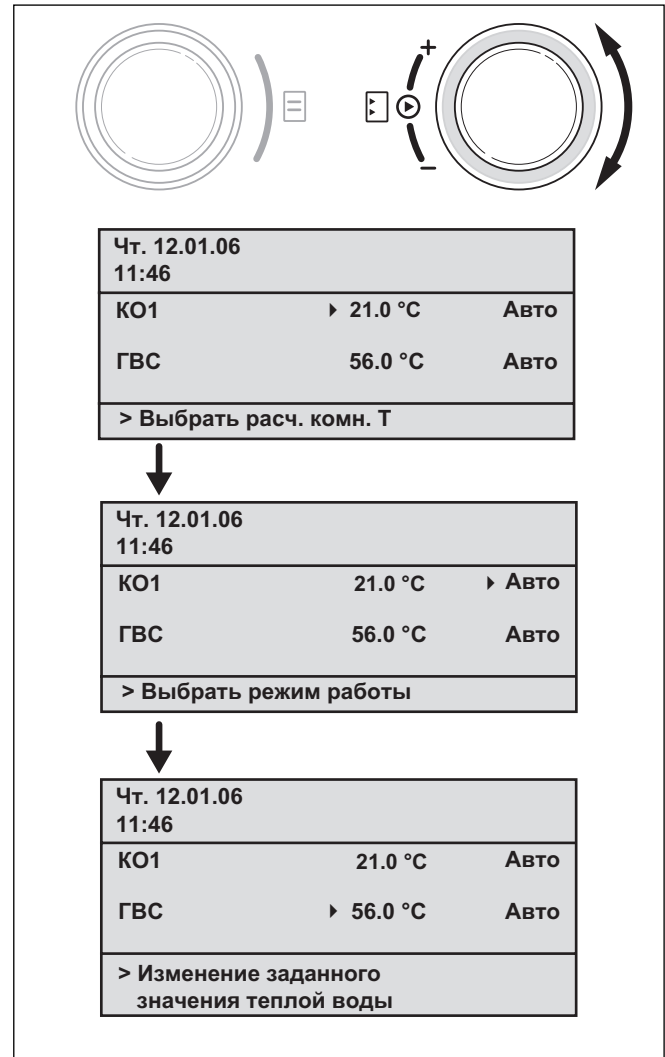 +
−
Чт. 12.01.06
11:46
КО1 ▸ 21.0 °C Авто
ГВС 56.0 °C Авто
> Выбрать расч. комн. Т
Чт. 12.01.06
11:46
КО1 21.0 °C ▸ Авто
ГВС 56.0 °C Авто
> Выбрать режим работы
Чт. 12.01.06
11:46
КО1 21.0 °C Авто
ГВС ▸ 56.0 °C Авто
> Изменение заданного
значения теплой воды